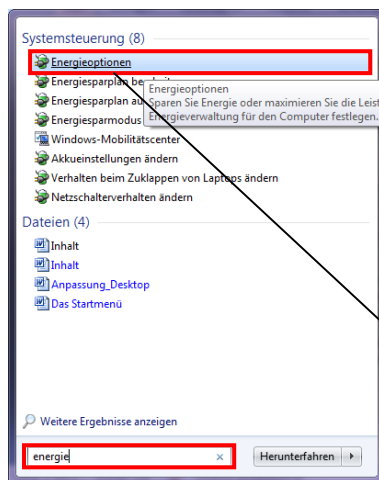 Systemsteuerung (8)
Energieoptionen
Energiesparplan
Energieoptionen
Energiesparplan
Sparen Sie Energie oder maximieren Sie die Leist
Energiesparmodus
Energieverwaltung für den Computer festlegen.
Windows-Mobilitätscenter
Akkueinstellungen ändern
Verhalten beim Zuklappen von Laptops ändern
Netzschalterverhalten ändern
Dateien (4)
Inhalt
Inhalt
Anpassung_Desktop
Das Startmenü
Weitere Ergebnisse anzeigen
energie
Herunterfahren